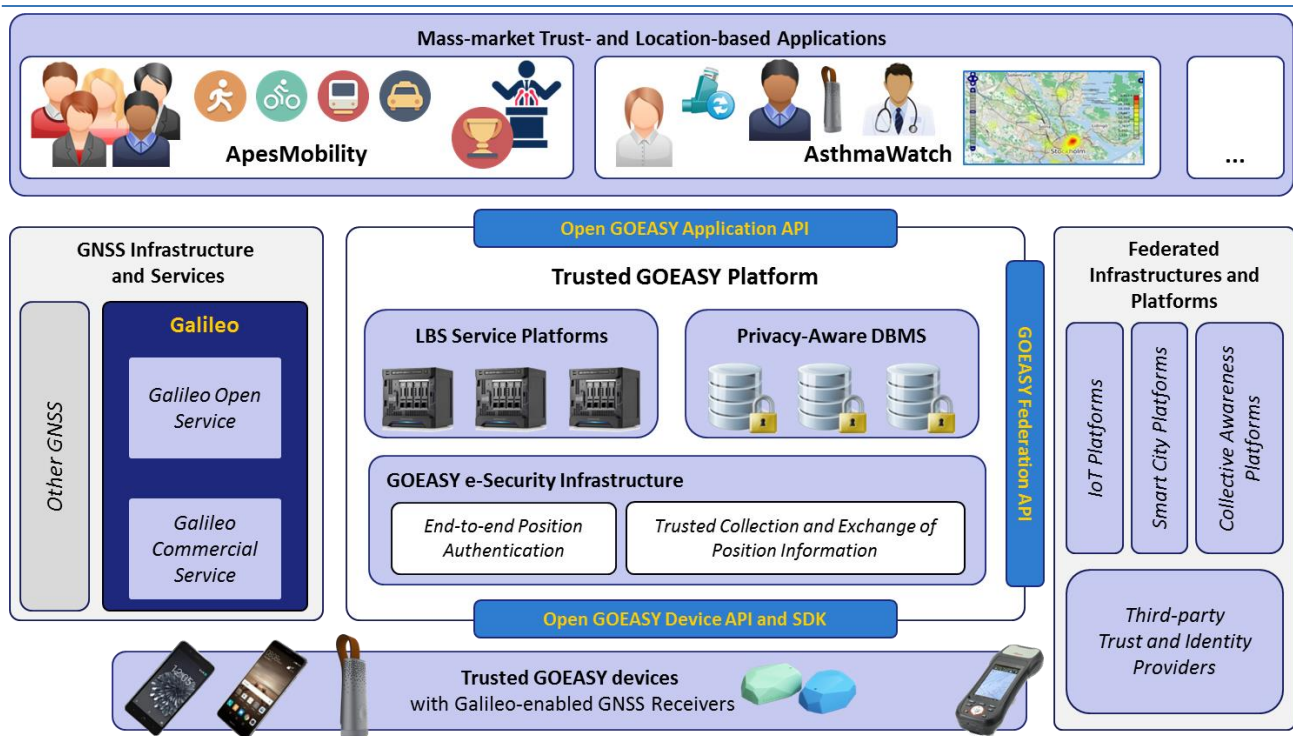 Mass-market Trust- and Location-based Applications
ApesMobility
AsthmaWatch
...
GNSS Infrastructure
and Services
Other GNSS
Galileo
Galileo Open
Service
Galileo
Commercial
Service
Open GOEASY Application API
Trusted GOEASY Platform
LBS Service Platforms
Privacy-Aware DBMS
GOEASY e-Security Infrastructure
End-to-end Position
Authentication
Trusted Collection and Exchange of
Position Information
GOEASY Federation API
Open GOEASY Device API and SDK
Federated
Infrastructures and
Platforms
IoT Platforms
Smart City Platforms
Collective Awareness
Platforms
Third-party
Trust and Identity
Providers
Trusted GOEASY devices
with Galileo-enabled GNSS Receivers